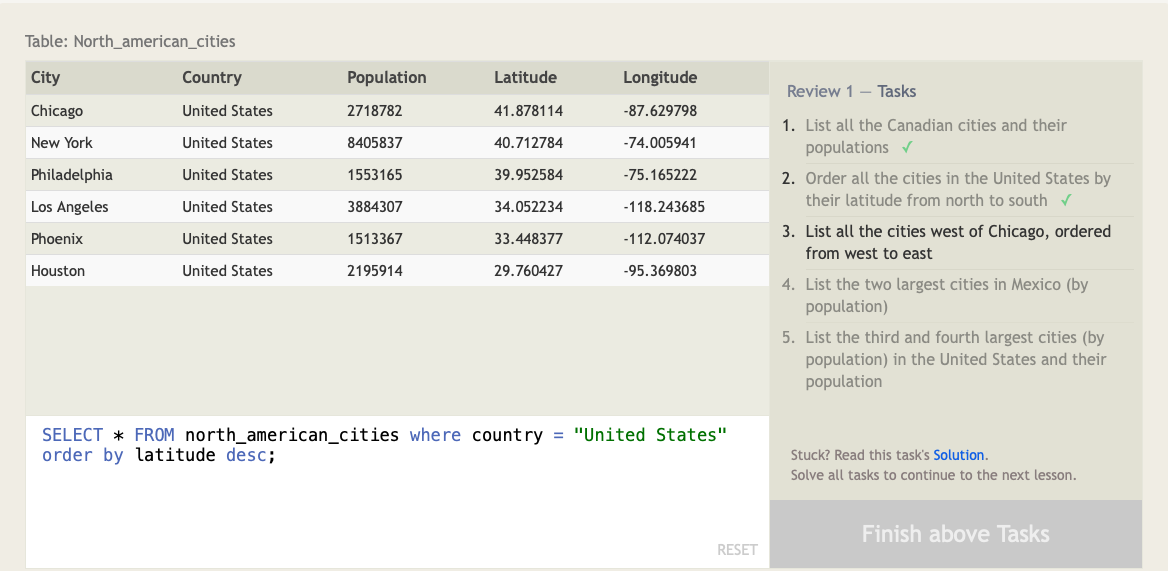 Table: North_american_cities
City Country Population Latitude Longitude
Chicago United States 2718782 41.878114 -87.629798
New York United States 8405837 40.712784 -74.005941
Philadelphia United States 1553165 39.952584 -75.165222
Los Angeles United States 3884307 34.052234 -118.243685
Phoenix United States 1513367 33.448377 -112.074037
Houston United States 2195914 29.760427 -95.369803
SELECT * FROM north_american_cities where country = "United States"
order by latitude desc;
RESET
Review 1 — Tasks
1. List all the Canadian cities and their
populations ✓
2. Order all the cities in the United States by
their latitude from north to south ✓
3. List all the cities west of Chicago, ordered
from west to east
4. List the two largest cities in Mexico (by
population)
5. List the third and fourth largest cities (by
population) in the United States and their
population
Stuck? Read this task's Solution.
Solve all tasks to continue to the next lesson.
Finish above Tasks